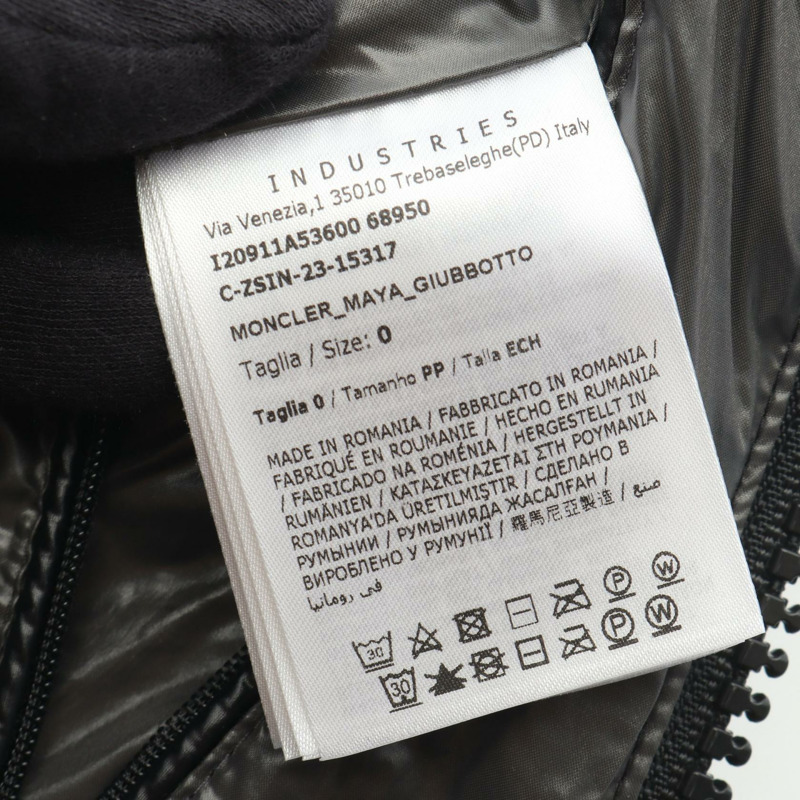 INDUSTRIES
Via Venezia,1 35010 Trebaseleghe(PD) Italy
I20911A53600 68950
C-ZSIN-23-15317
MONCLER_MAYA_GIUBBOTTO
Taglia / Size: 0
Taglia 0 / Tamanho PP / Talla ECH
MADE IN ROMANIA / FABBRICATO IN ROMANIA /
FABRIQUÉ EN ROUMANIE / HECHO EN RUMANIA
/ FABRICADO NA ROMÉNIA / HERGESTELLT IN
RUMÄNIEN / ΚΑΤΑΣΚΕΥΑΖΕΤΑΙ ΣΤΗ ΡΟΥΜΑΝΙΑ /
ROMANYA'DA ÜRETILMIŞTIR / СДЕЛАНО В
РУМЫНИИ / РУМЫНИЯДА ЖАСАЛҒАН /
ВИРОБЛЕНО У РУМУНІЇ / 羅馬尼亞製造 / صنع
في رومانيا
30 P W
30 P W